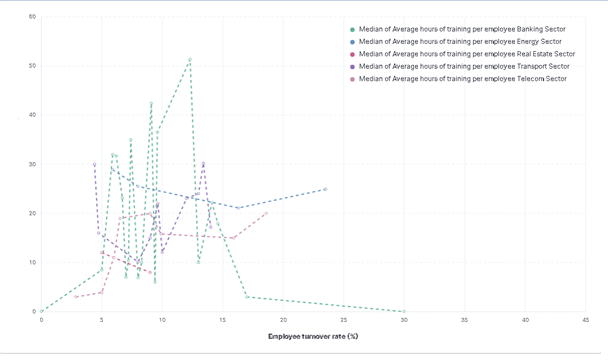 60
Median of Average hours of training per employee Banking Sector
Median of Average hours of training per employee Energy Sector
Median of Average hours of training per employee Real Estate Sector
Median of Average hours of training per employee Transport Sector
Median of Average hours of training per employee Telecom Sector
50
40
30
20
10
0
0 5 10 15 20 25 30 35 40 45
Employee turnover rate (%)